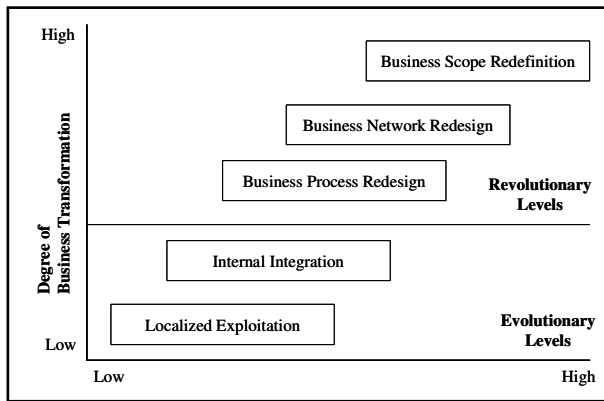 High
Business Scope Redefinition
Business Network Redesign
Business Process Redesign
Revolutionary
Levels
Degree of
Business Transformation
Internal Integration
Localized Exploitation
Evolutionary
Levels
Low
Low
High